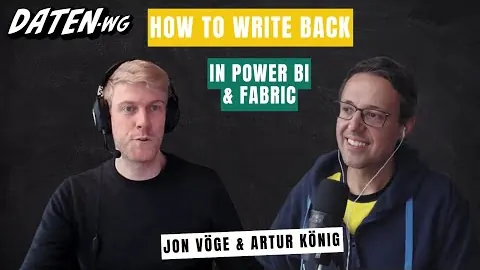 DATEN-WG
HOW TO WRITE BACK
IN POWER BI
& FABRIC
JON VÖGE & ARTUR KÖNIG